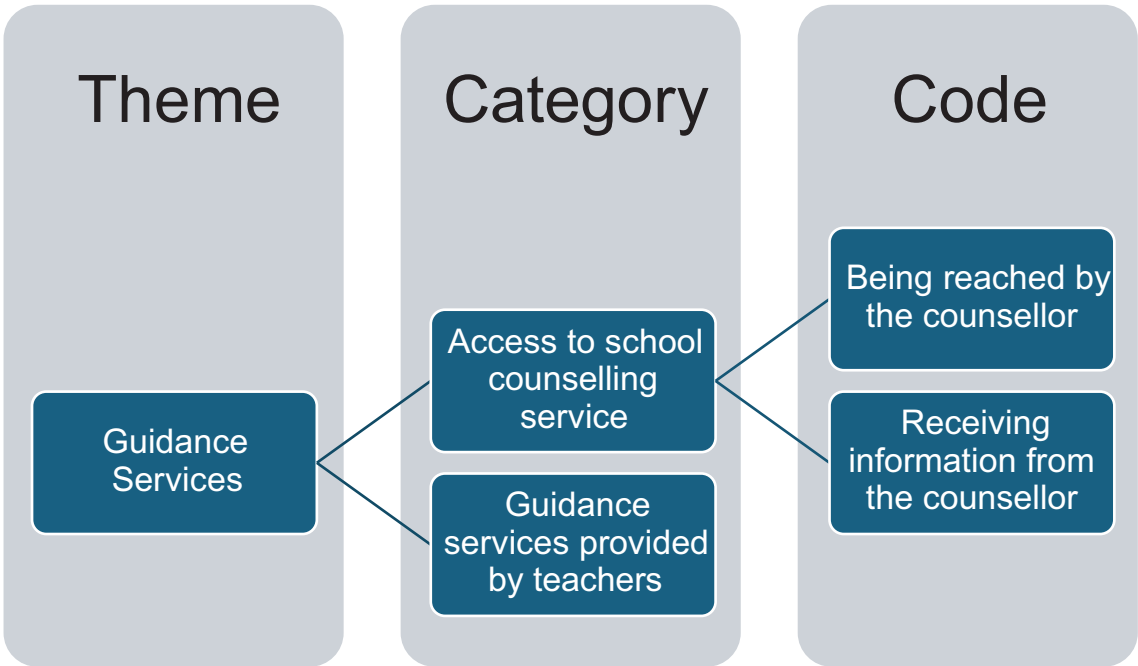 Theme
Category
Code
Guidance
Services
Access to school
counselling
service
Guidance
services provided
by teachers
Being reached by
the counsellor
Receiving
information from
the counsellor